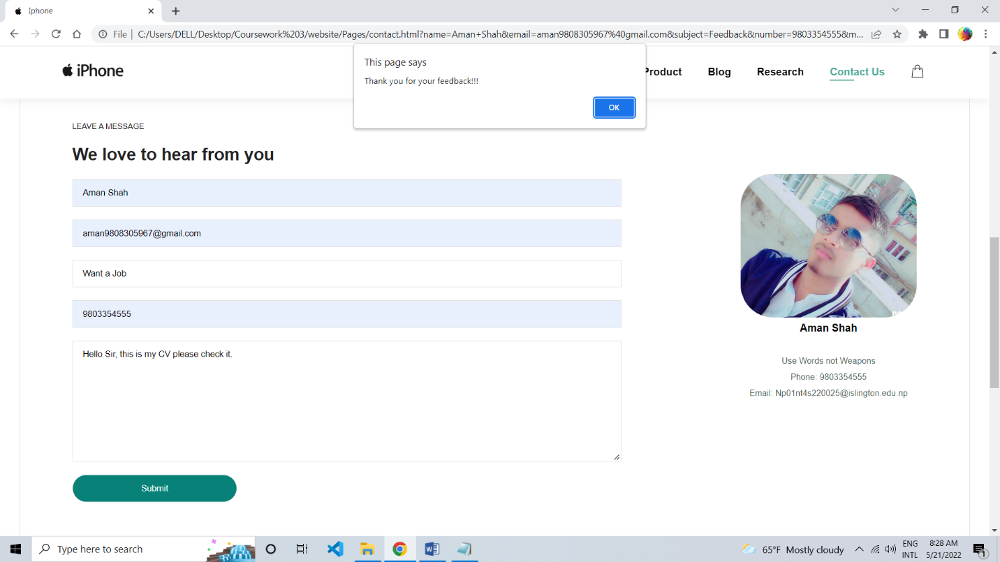 Iphone
File
C:/Users/DELL/Desktop/Coursework%203/website/Pages/contact.html?name=Aman+Shah&email=aman9808305967%40gmail.com&subject=Feedback&number=9803354555&m...
iPhone
Product
Blog
Research
Contact Us
This page says
Thank you for your feedback!!!
OK
LEAVE A MESSAGE
We love to hear from you
Aman Shah
aman9808305967@gmail.com
Want a Job
9803354555
Hello Sir, this is my CV please check it.
Submit
Aman Shah
Use Words not Weapons
Phone: 9803354555
Email: Np01nt4s220025@islington.edu.np
Type here to search
65°F Mostly cloudy
ENG
INTL
8:28 AM
5/21/2022
1